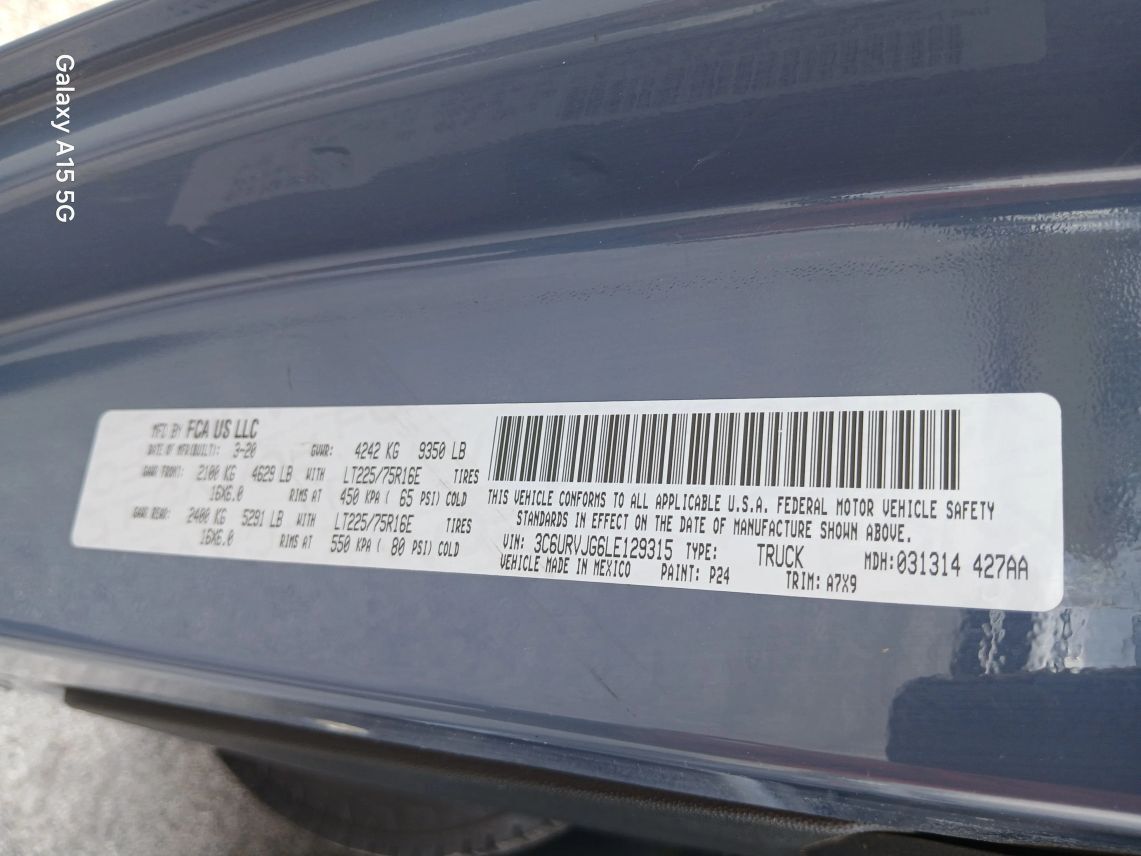 MFD BY FCA US LLC
DATE OF MFR(BUILT): 3-20 GVWR: 4242 KG 9350 LB
GAWR FRONT: 2100 KG 4629 LB WITH LT225/75R16E TIRES
16X6.0 RIMS AT 450 KPA ( 65 PSI) COLD
GAWR REAR: 2400 KG 5291 LB WITH LT225/75R16E TIRES
16X6.0 RIMS AT 550 KPA ( 80 PSI) COLD
THIS VEHICLE CONFORMS TO ALL APPLICABLE U.S.A. FEDERAL MOTOR VEHICLE SAFETY
STANDARDS IN EFFECT ON THE DATE OF MANUFACTURE SHOWN ABOVE.
VIN: 3C6URVJG6LE129315 TYPE: TRUCK MDH:031314 427AA
VEHICLE MADE IN MEXICO PAINT: P24 TRIM: A7X9
Galaxy A15 5G